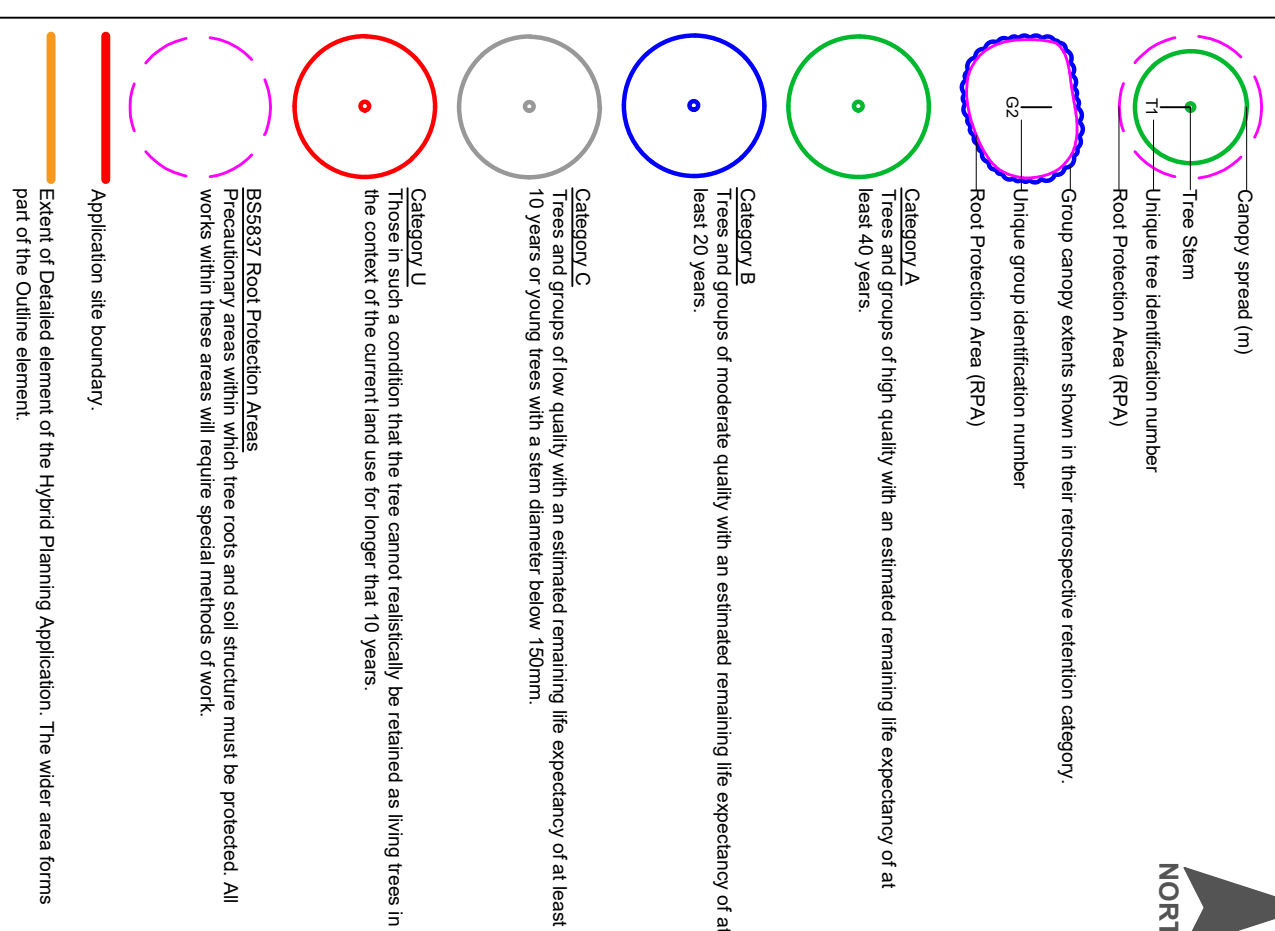 Canopy spread (m)
Tree Stem
T1
Unique tree identification number
Root Protection Area (RPA)
Group canopy extents shown in their retrospective retention category.
G2
Unique group identification number
Root Protection Area (RPA)
Category A
Trees and groups of high quality with an estimated remaining life expectancy of at
least 40 years.
Category B
Trees and groups of moderate quality with an estimated remaining life expectancy of at
least 20 years.
Category C
Trees and groups of low quality with an estimated remaining life expectancy of at least
10 years or young trees with a stem diameter below 150mm.
Category U
Those in such a condition that the tree cannot realistically be retained as living trees in
the context of the current land use for longer that 10 years.
BS5837 Root Protection Areas
Precautionary areas within which tree roots and soil structure must be protected. All
works within these areas will require special methods of work.
Application site boundary.
Extent of Detailed element of the Hybrid Planning Application. The wider area forms
part of the Outline element.
NORT